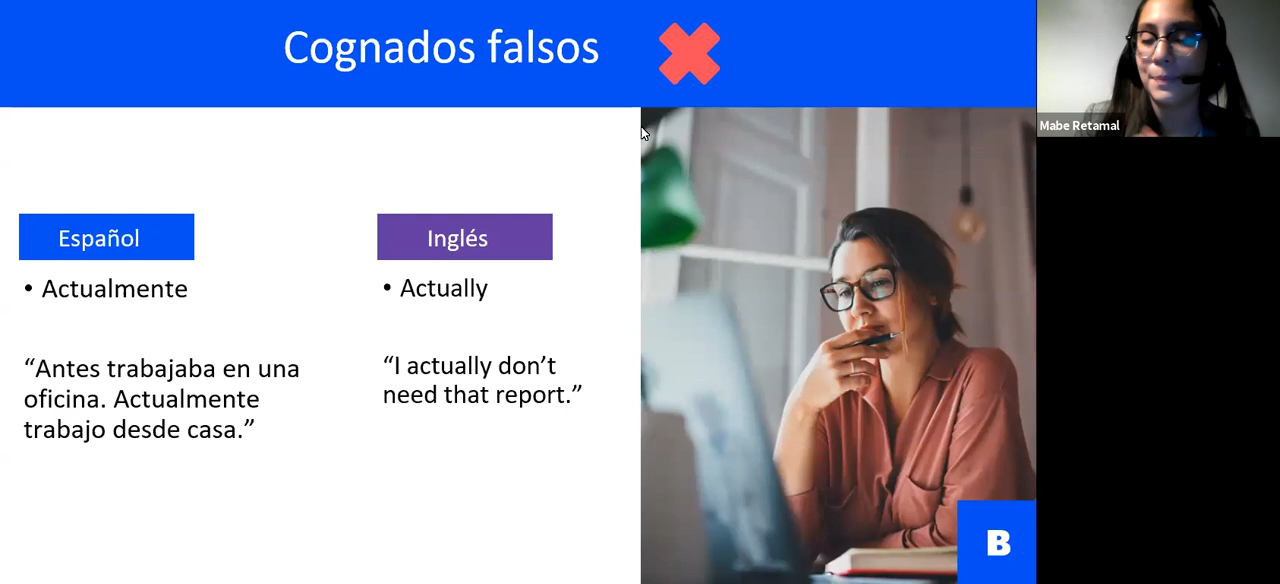 Cognados falsos
Mabe Retamal
Español
• Actualmente
“Antes trabajaba en una
oficina. Actualmente
trabajo desde casa.”
Inglés
• Actually
“I actually don’t
need that report.”
B